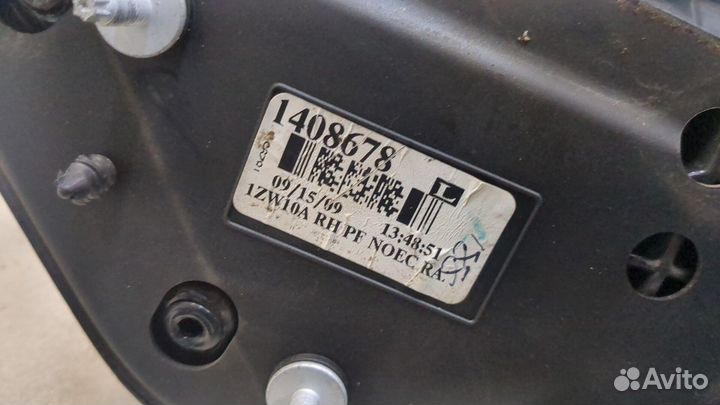 1408678
L
09/15/09 13:48:51
1ZW10A RH PF NOEC RA.
Avito